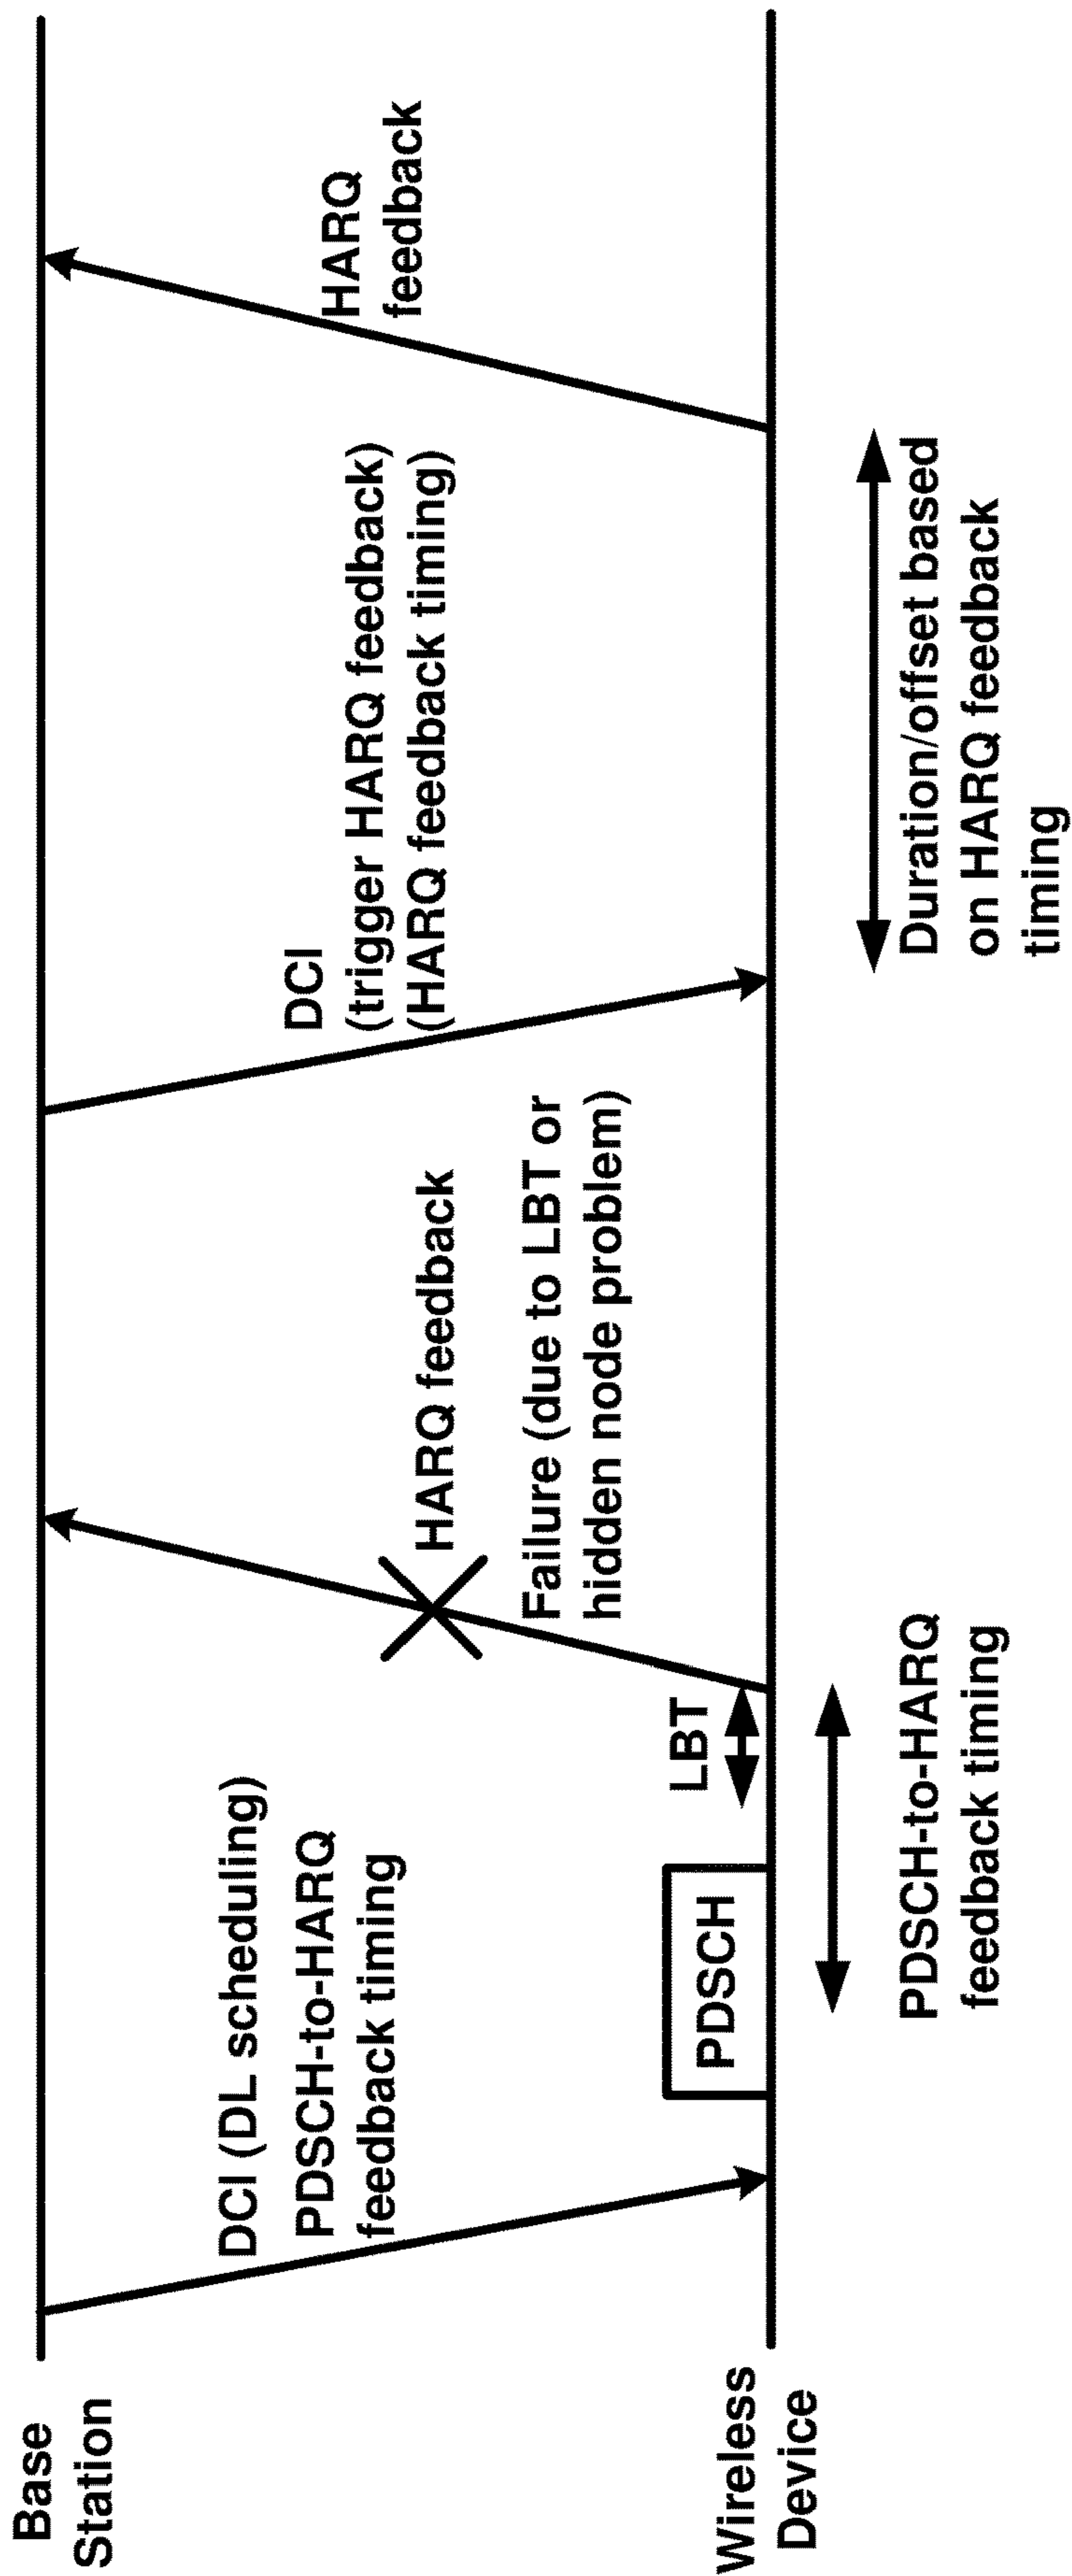 Base
Station
DCI (DL scheduling)
PDSCH-to-HARQ
feedback timing
HARQ feedback
Failure (due to LBT or
hidden node problem)
DCI
(trigger HARQ feedback)
(HARQ feedback timing)
HARQ
feedback
Wireless
Device
PDSCH
LBT
PDSCH-to-HARQ
feedback timing
Duration/offset based
on HARQ feedback
timing